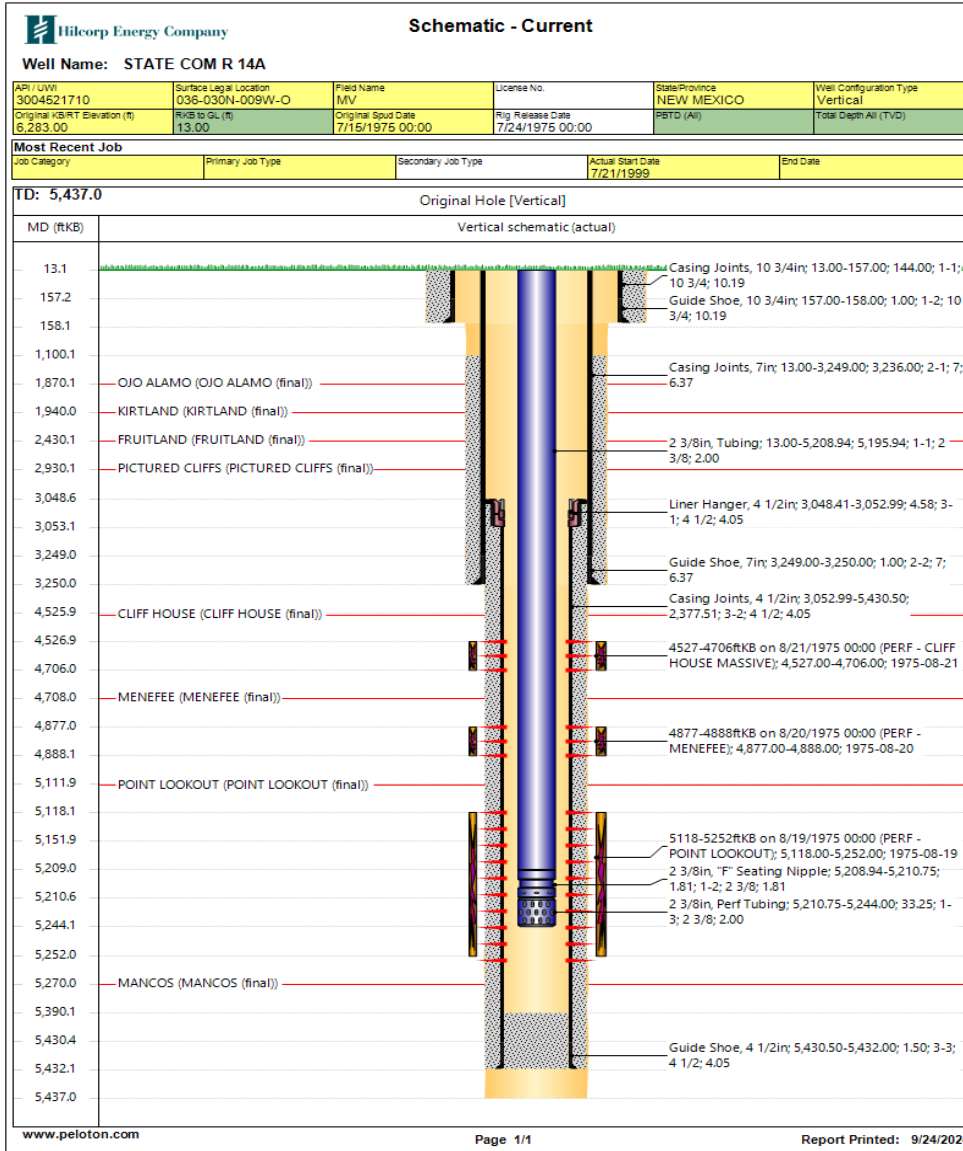 Hilcorp Energy Company
Schematic - Current
Well Name: STATE COM R 14A
API / UWI
3004521710
Surface Legal Location
036-030N-009W-O
Field Name
MV
License No.
State/Province
NEW MEXICO
Well Configuration Type
Vertical
Original KB/RT Elevation (ft)
6,283.00
RKB to GL (ft)
13.00
Original Spud Date
7/15/1975 00:00
Rig Release Date
7/24/1975 00:00
PBTD (All)
Total Depth All (TVD)
Most Recent Job
Job Category
Primary Job Type
Secondary Job Type
Actual Start Date
7/21/1999
End Date
TD: 5,437.0
Original Hole [Vertical]
MD (ftKB)
Vertical schematic (actual)
13.1
157.2
158.1
1,100.1
1,870.1
1,940.0
2,430.1
2,930.1
3,048.6
3,053.1
3,249.0
3,250.0
4,525.9
4,526.9
4,706.0
4,708.0
4,877.0
4,888.1
5,111.9
5,118.1
5,151.9
5,209.0
5,210.6
5,244.1
5,252.0
5,270.0
5,390.1
5,430.4
5,432.1
5,437.0
OJO ALAMO (OJO ALAMO (final))
KIRTLAND (KIRTLAND (final))
FRUITLAND (FRUITLAND (final))
PICTURED CLIFFS (PICTURED CLIFFS (final))
CLIFF HOUSE (CLIFF HOUSE (final))
MENEFEE (MENEFEE (final))
POINT LOOKOUT (POINT LOOKOUT (final))
MANCOS (MANCOS (final))
Casing Joints, 10 3/4in; 13.00-157.00; 144.00; 1-1;
10 3/4; 10.19
Guide Shoe, 10 3/4in; 157.00-158.00; 1.00; 1-2; 10
3/4; 10.19
Casing Joints, 7in; 13.00-3,249.00; 3,236.00; 2-1; 7;
6.37
2 3/8in, Tubing; 13.00-5,208.94; 5,195.94; 1-1; 2
3/8; 2.00
Liner Hanger, 4 1/2in; 3,048.41-3,052.99; 4.58; 3-
1; 4 1/2; 4.05
Guide Shoe, 7in; 3,249.00-3,250.00; 1.00; 2-2; 7;
6.37
Casing Joints, 4 1/2in; 3,052.99-5,430.50;
2,377.51; 3-2; 4 1/2; 4.05
4527-4706ftKB on 8/21/1975 00:00 (PERF - CLIFF
HOUSE MASSIVE); 4,527.00-4,706.00; 1975-08-21
4877-4888ftKB on 8/20/1975 00:00 (PERF -
MENEFEE); 4,877.00-4,888.00; 1975-08-20
5118-5252ftKB on 8/19/1975 00:00 (PERF -
POINT LOOKOUT); 5,118.00-5,252.00; 1975-08-19
2 3/8in, "F" Seating Nipple; 5,208.94-5,210.75;
1.81; 1-2; 2 3/8; 1.81
2 3/8in, Perf Tubing; 5,210.75-5,244.00; 33.25; 1-
3; 2 3/8; 2.00
Guide Shoe, 4 1/2in; 5,430.50-5,432.00; 1.50; 3-3;
4 1/2; 4.05
www.peloton.com
Page 1/1
Report Printed: 9/24/202